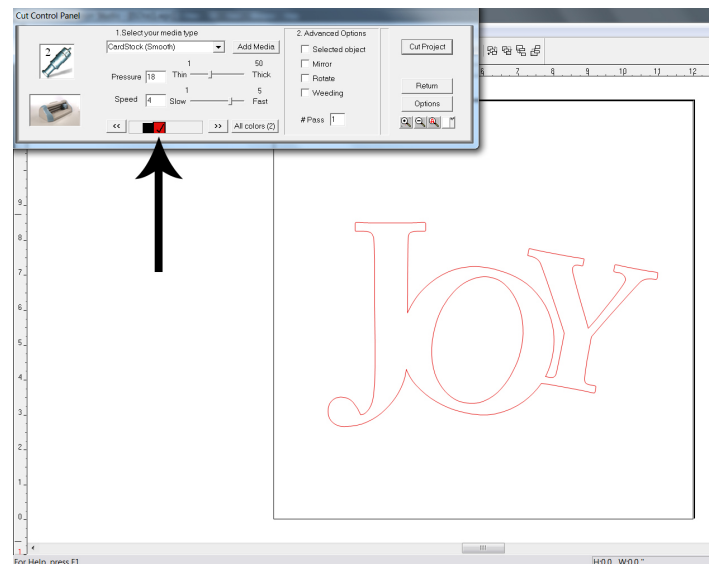 Cut Control Panel
1.Select your media type
CardStock (Smooth)
Add Media
2
1 50
Pressure 18 Thin Thick
1 5
Speed 4 Slow Fast
<< >> All colors (2)
2. Advanced Options
Selected object
Mirror
Rotate
Weeding
# Pass 1
Cut Project
Return
Options
6 7 8 9 10 11 12
9
8
7
6
5
4
3
2
1
0
1
JOY
For Help, press F1
H:0.0 W:0.0 "